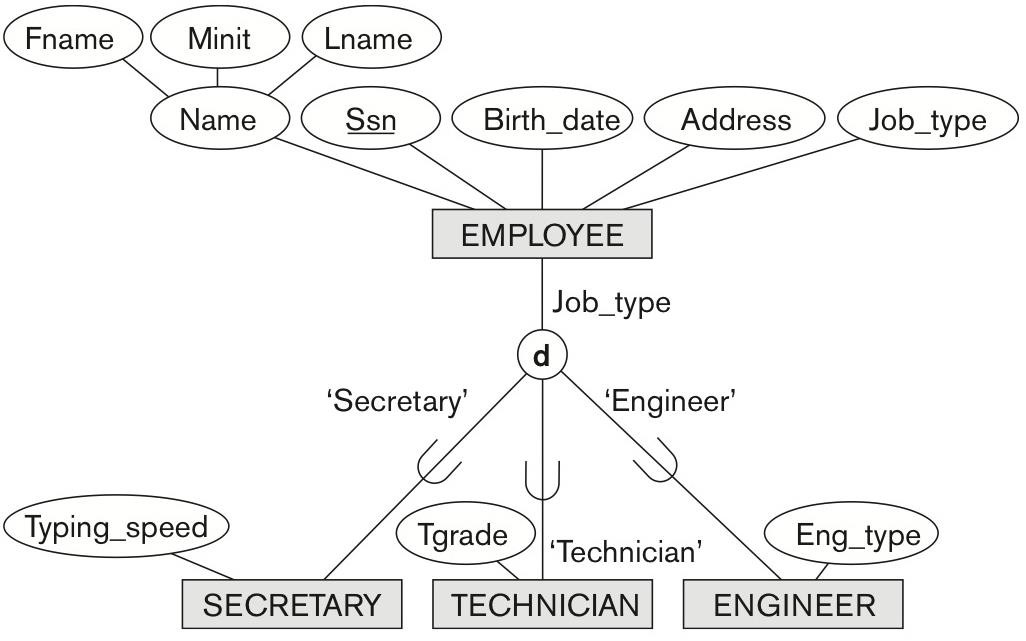 Fname Minit Lname
Name Ssn Birth_date Address Job_type
EMPLOYEE
Job_type
d
‘Secretary’ ‘Engineer’
Typing_speed Tgrade Eng_type
‘Technician’
SECRETARY TECHNICIAN ENGINEER